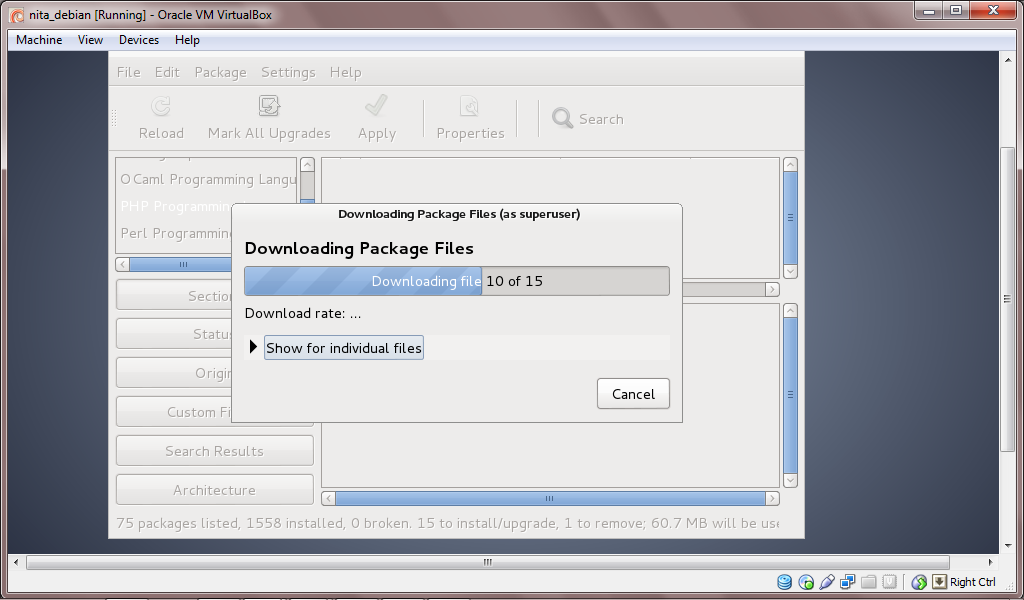 nita_debian [Running] - Oracle VM VirtualBox
Machine View Devices Help
File Edit Package Settings Help
Reload Mark All Upgrades Apply Properties Search
OCaml Programming Langu
PHP Programmin
Perl Programming
Downloading Package Files (as superuser)
Downloading Package Files
Downloading file 10 of 15
Download rate: ...
Show for individual files
Cancel
Section
Status
Origin
Custom Fi
Search Results
Architecture
75 packages listed, 1558 installed, 0 broken. 15 to install/upgrade, 1 to remove; 60.7 MB will be use
Right Ctrl